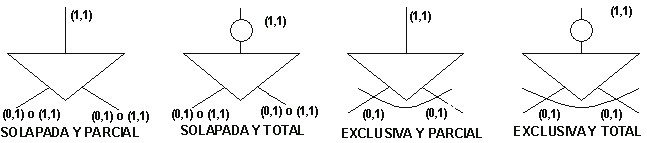 (1,1)
(0,1) o (1,1)
(0,1) o (1,1)
SOLAPADA Y PARCIAL
(1,1)
(0,1) o (1,1)
(0,1) o (1,1)
SOLAPADA Y TOTAL
(1,1)
(0,1)
(0,1)
EXCLUSIVA Y PARCIAL
(1,1)
(0,1)
(0,1)
EXCLUSIVA Y TOTAL